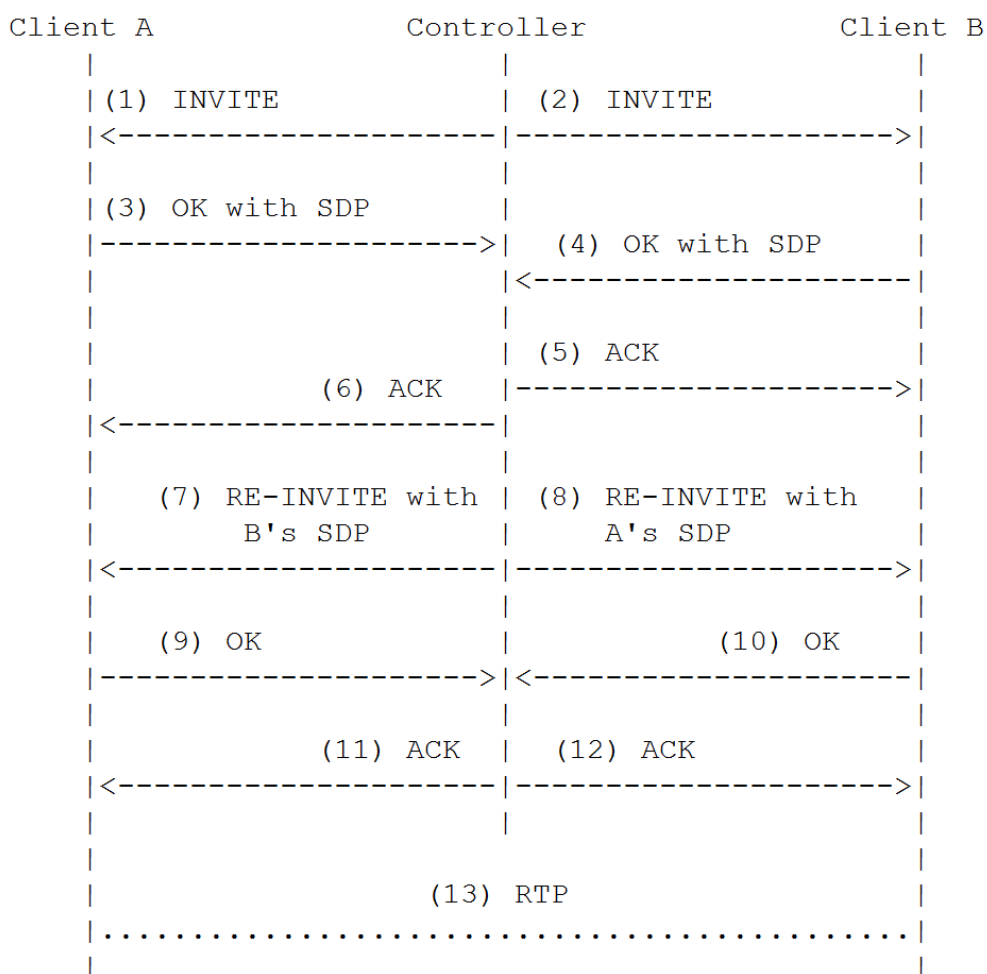 Client A                Controller              Client B
    |                       |                       |
    |(1) INVITE             | (2) INVITE            |
    |<----------------------|---------------------->|
    |                       |                       |
    |(3) OK with SDP        |                       |
    |---------------------->|  (4) OK with SDP      |
    |                       |<----------------------|
    |                       |                       |
    |                       | (5) ACK               |
    |            (6) ACK    |---------------------->|
    |<----------------------|                       |
    |                       |                       |
    |   (7) RE-INVITE with  | (8) RE-INVITE with    |
    |        B's SDP        |     A's SDP           |
    |<----------------------|---------------------->|
    |                       |                       |
    |   (9) OK              |            (10) OK    |
    |---------------------->|<----------------------|
    |                       |                       |
    |            (11) ACK   |  (12) ACK             |
    |<----------------------|---------------------->|
    |                       |                       |
    |                                               |
    |                   (13) RTP                    |
    |...............................................|
    |                                               |